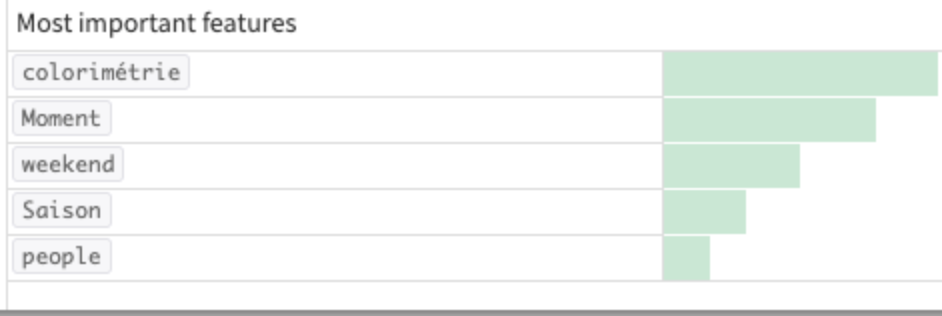 Most important features
colorimétrie
Moment
weekend
Saison
people